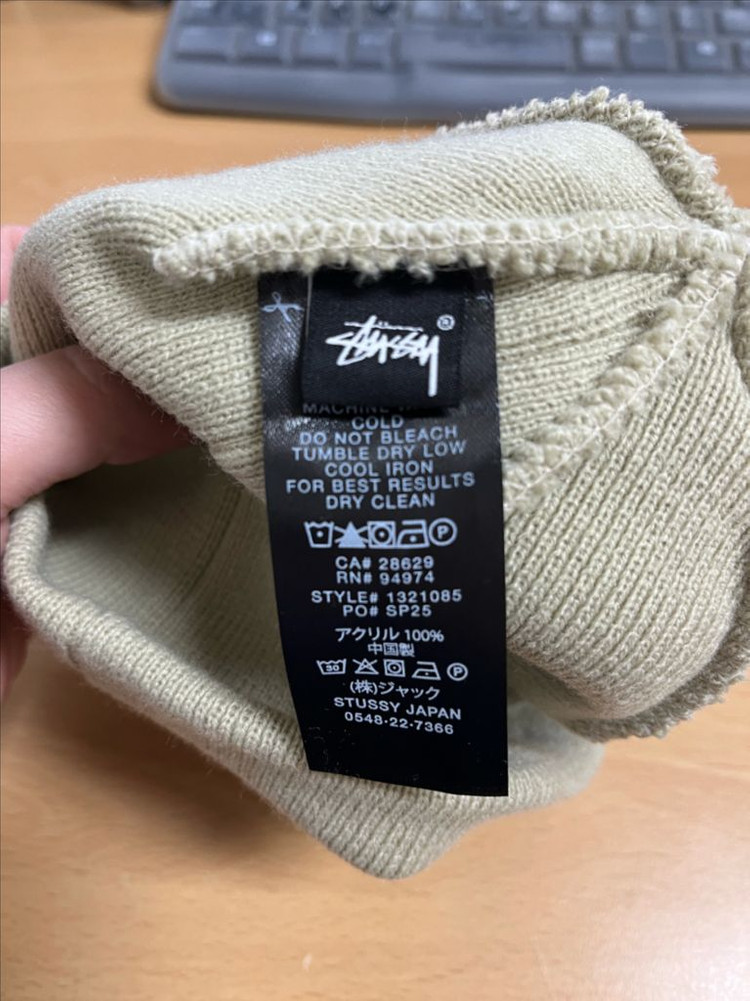 STÜSSY®
MACHINE
COLD
DO NOT BLEACH
TUMBLE DRY LOW
COOL IRON
FOR BEST RESULTS
DRY CLEAN
CA# 28629
RN# 94974
STYLE# 1321085
PO# SP25
アクリル 100%
中国製
30 P
(株)ジャック
STUSSY JAPAN
0548・22・7366